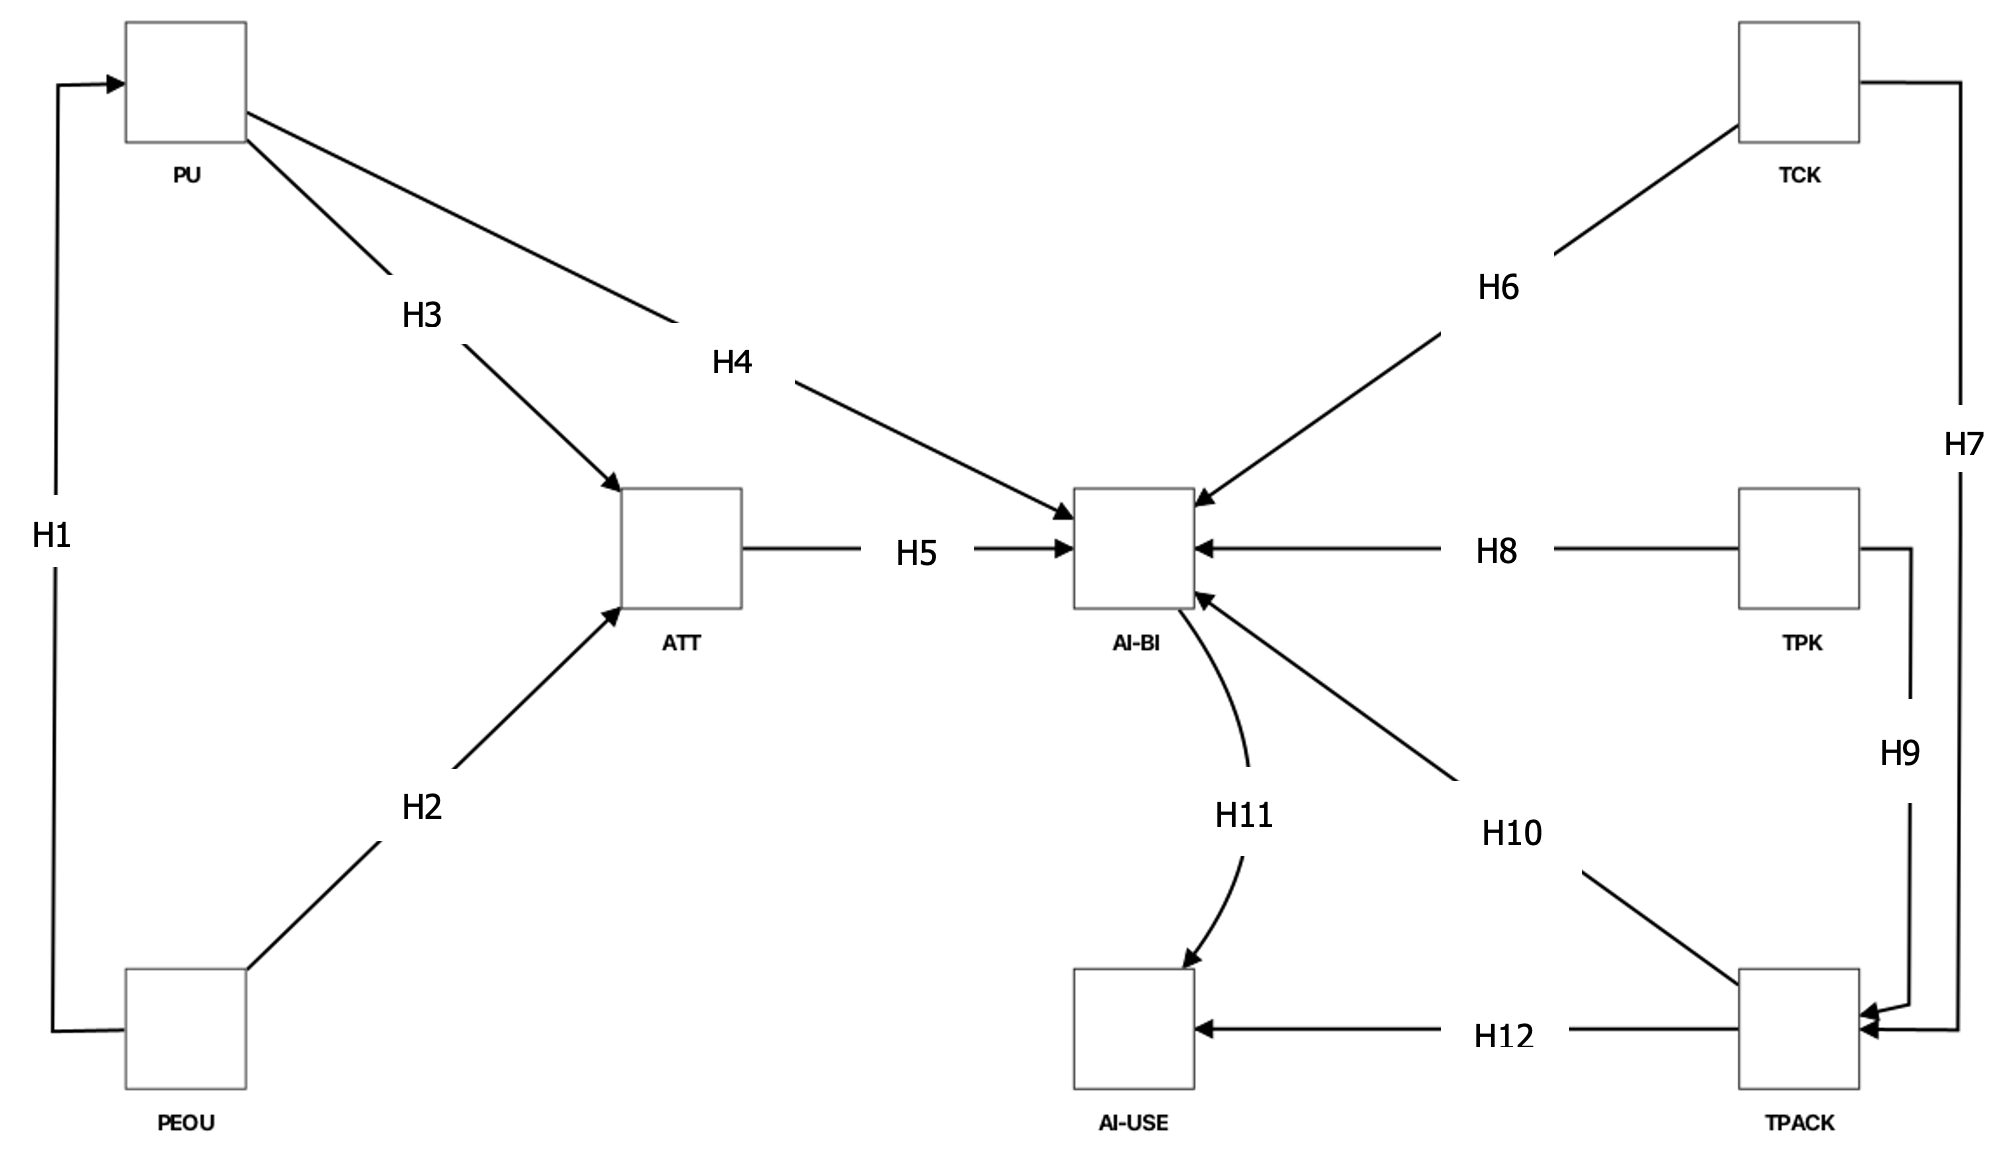 PU
TCK
H3
H6
H4
H7
H1
H5
H8
ATT
AI-BI
TPK
H9
H2
H11
H10
H12
PEOU
AI-USE
TPACK